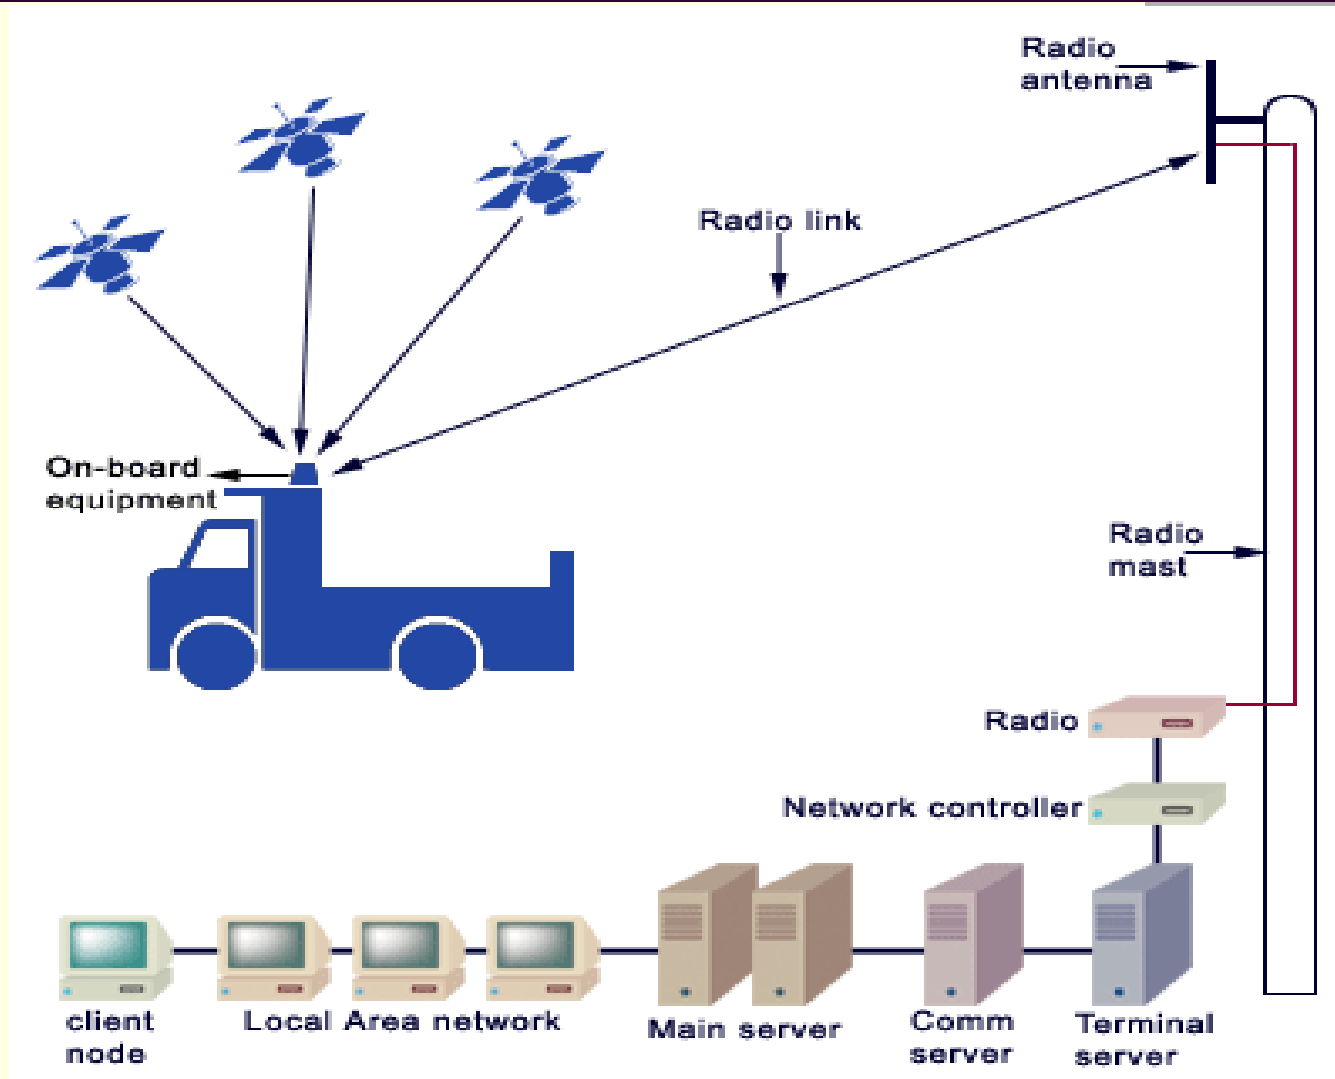 Radio
antenna
Radio link
On-board
equipment
Radio
mast
Radio
Network controller
client
node
Local Area network
Main server
Comm
server
Terminal
server